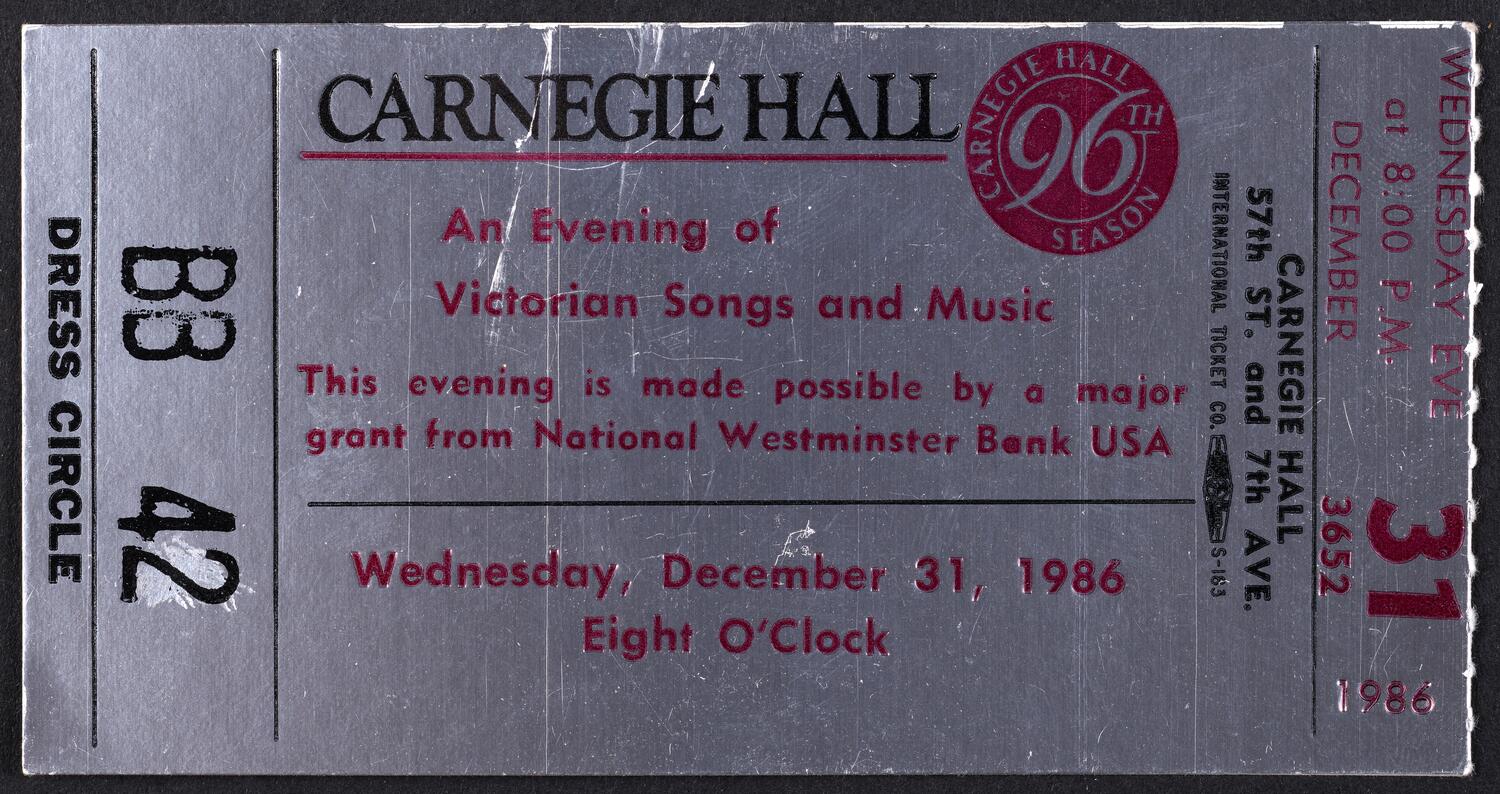 DRESS CIRCLE
BB 42
CARNEGIE HALL
CARNEGIE HALL
96TH
SEASON
An Evening of
Victorian Songs and Music
This evening is made possible by a major
grant from National Westminster Bank USA
Wednesday, December 31, 1986
Eight O'Clock
WEDNESDAY EVE
at 8:00 P.M.
DECEMBER
31
3652
1986
CARNEGIE HALL
57th ST. and 7th AVE.
INTERNATIONAL TICKET CO. S-163